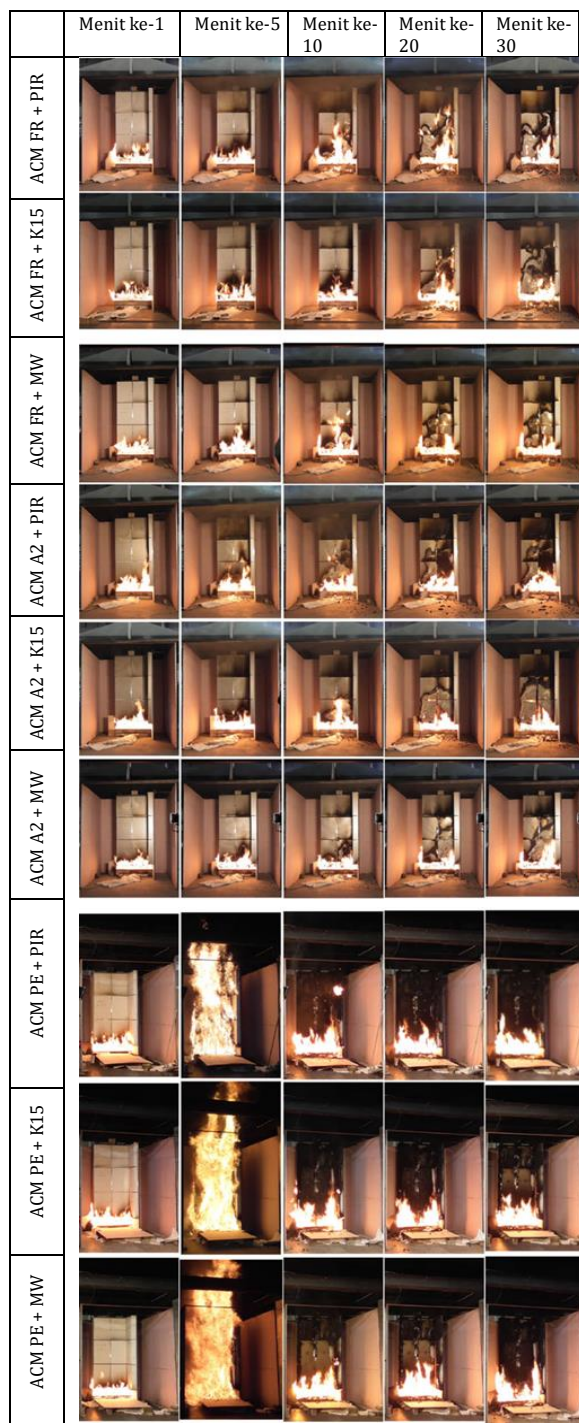 Menit ke-1
Menit ke-5
Menit ke-
10
Menit ke-
20
Menit ke-
30
ACM FR + PIR
ACM FR + K15
ACM FR + MW
ACM A2 + PIR
ACM A2 + K15
ACM A2 + MW
ACM PE + PIR
ACM PE + K15
ACM PE + MW